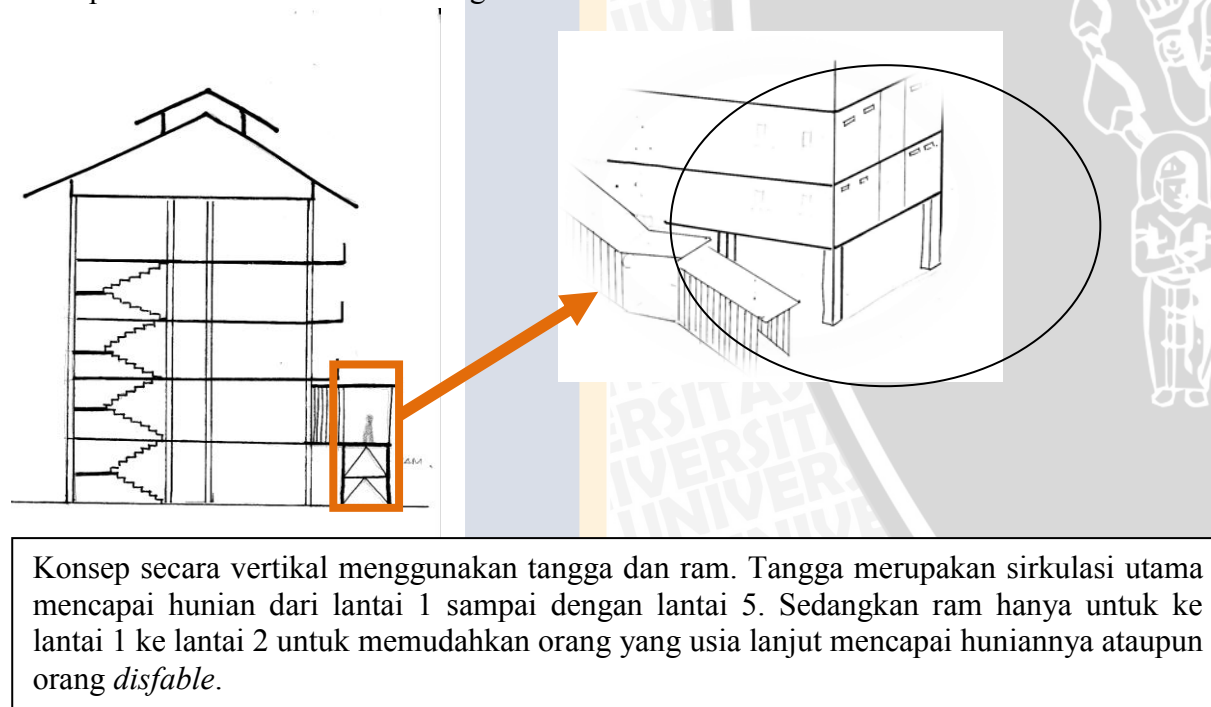 AM
Konsep secara vertikal menggunakan tangga dan ram. Tangga merupakan sirkulasi utama
mencapai hunian dari lantai 1 sampai dengan lantai 5. Sedangkan ram hanya untuk ke
lantai 1 ke lantai 2 untuk memudahkan orang yang usia lanjut mencapai huniannya ataupun
orang disfable.